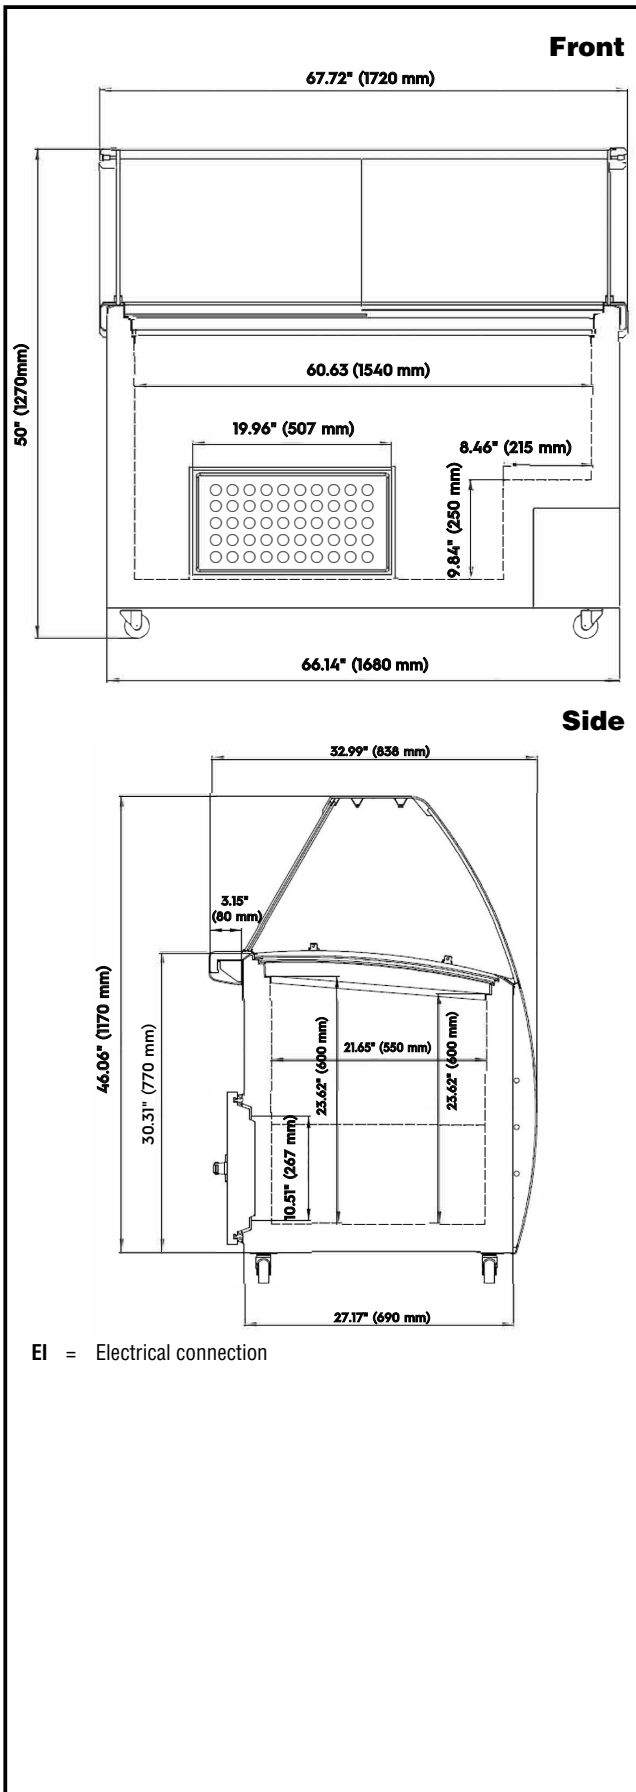 Front
67.72" (1720 mm)
50" (1270mm)
60.63 (1540 mm)
19.96" (507 mm)
8.46" (215 mm)
9.84" (250 mm)
66.14" (1680 mm)
Side
32.99" (838 mm)
3.15"
(80 mm)
46.06" (1170 mm)
30.31" (770 mm)
23.62" (600 mm)
21.65" (550 mm)
23.62" (600 mm)
10.51" (267 mm)
27.17" (690 mm)
El = Electrical connection